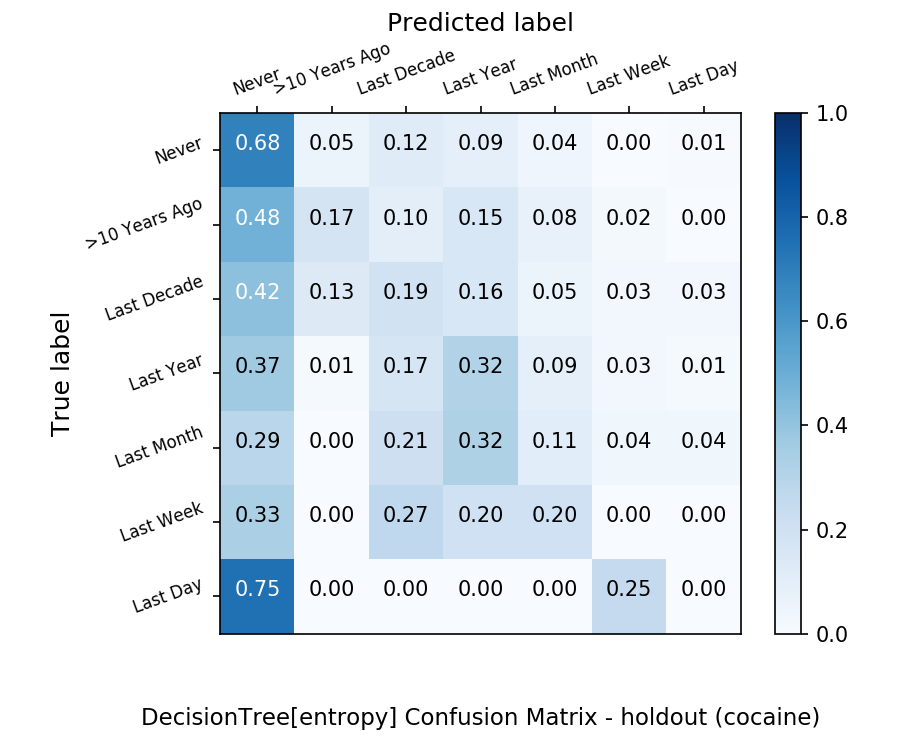 Predicted label
Never >10 Years Ago Last Decade Last Year Last Month Last Week Last Day
1.0
Never 0.68 0.05 0.12 0.09 0.04 0.00 0.01
0.8
>10 Years Ago 0.48 0.17 0.10 0.15 0.08 0.02 0.00
Last Decade 0.42 0.13 0.19 0.16 0.05 0.03 0.03
0.6
True label
Last Year 0.37 0.01 0.17 0.32 0.09 0.03 0.01
0.4
Last Month 0.29 0.00 0.21 0.32 0.11 0.04 0.04
Last Week 0.33 0.00 0.27 0.20 0.20 0.00 0.00
0.2
Last Day 0.75 0.00 0.00 0.00 0.00 0.25 0.00
0.0
DecisionTree[entropy] Confusion Matrix - holdout (cocaine)